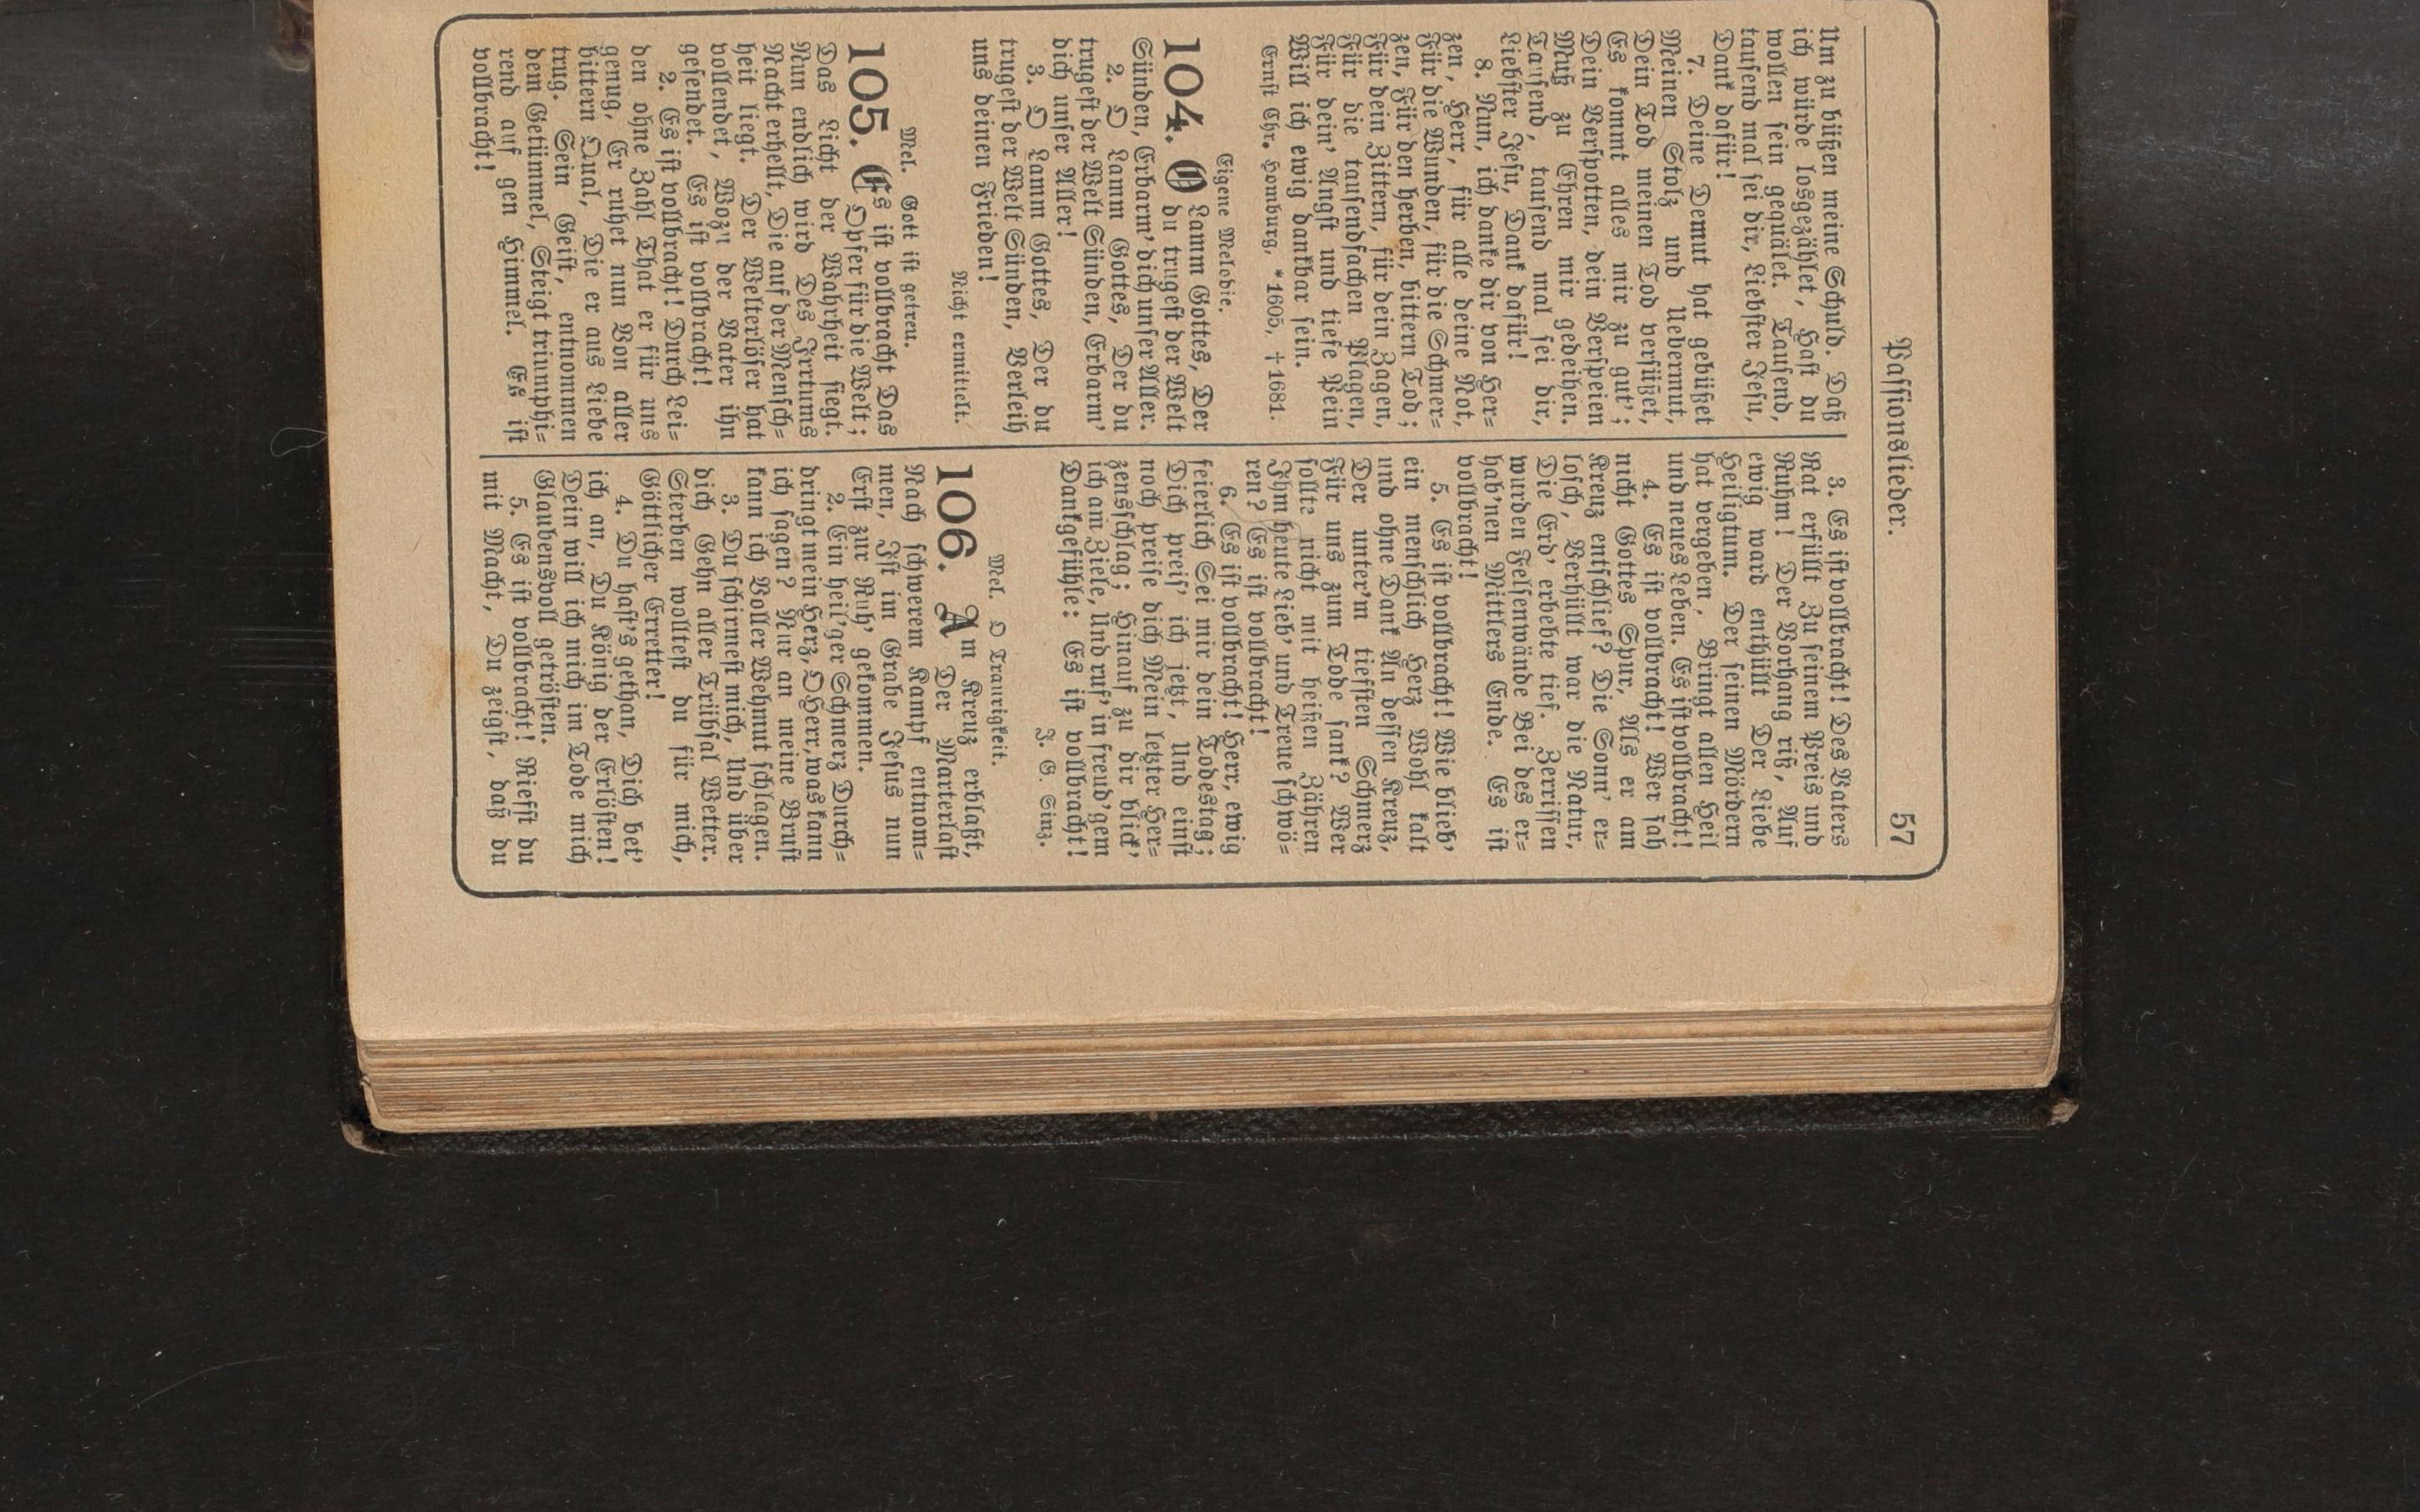 Passionslieder. 57
Um zu büßen meine Schuld. Daß
ich würde losgezählet, Hast du
wollen sein gequälet. Tausend,
tausend mal sei dir, Liebster Jesu,
Dank dafür!
7. Deine Demut hat gebüßet
Meinen Stolz und Uebermut,
Dein Tod meinen Tod versüßet,
Es kommt alles mir zu gut';
Dein Verspotten, dein Verspeien
Muß zu Ehren mir gedeihen.
Tausend, tausend mal sei dir,
Liebster Jesu, Dank dafür!
8. Nun, ich danke dir von Her-
zen, Herr, für alle deine Not,
Für die Wunden, für die Schmer-
zen, Für den herben, bittern Tod;
Für dein Zittern, für dein Zagen,
Für die tausendfachen Plagen,
Für dein' Angst und tiefe Pein
Will ich ewig dankbar sein.
Ernst Chr. Homburg, *1605, †1681.
Eigene Melodie.
104. O Lamm Gottes, Der
du trugest der Welt
Sünden, Erbarm' dich unser Aller.
2. O Lamm Gottes, Der du
trugest der Welt Sünden, Erbarm'
dich unser Aller!
3. O Lamm Gottes, Der du
trugest der Welt Sünden, Verleih
uns deinen Frieden!
Nicht ermittelt.
Mel. Gott ist getreu.
105. Es ist vollbracht Das
Opfer für die Welt;
Das Licht der Wahrheit siegt.
Nun endlich wird Des Irrtums
Nacht erhellt, Die auf der Mensch-
heit liegt. Der Welterlöser hat
vollendet, Wozu der Vater ihn
gesendet. Es ist vollbracht!
2. Es ist vollbracht! Durch Lei-
den ohne Zahl That er für uns
genug, Er ruhet nun Von aller
bittern Qual, Die er aus Liebe
trug. Sein Geist, entnommen
dem Getümmel, Steigt triumphi-
rend auf gen Himmel. Es ist
vollbracht!
3. Es ist vollbracht! Des Vaters
Rat erfüllt Zu seinem Preis und
Ruhm! Der Vorhang riß, Auf
ewig ward enthüllt Der Liebe
Heiligtum. Der seinen Mördern
hat vergeben, Bringt allen Heil
und neues Leben. Es ist vollbracht!
4. Es ist vollbracht! Wer sah
nicht Gottes Spur, Als er am
Kreuz entschlief? Die Sonn' er-
losch, Verhüllt war die Natur,
Die Erd' erbebte tief. Zerrissen
wurden Felsenwände Bei des er-
hab'nen Mittlers Ende. Es ist
vollbracht!
5. Es ist vollbracht! Wie blieb'
ein menschlich Herz Wohl kalt
und ohne Dank An dessen Kreuz,
Der unter'm tiefsten Schmerz
Für uns zum Tode sank? Wer
sollte nicht mit heißen Zähren
Ihm heute Lieb' und Treue schwö-
ren? Es ist vollbracht!
6. Es ist vollbracht! Herr, ewig
feierlich Sei mir dein Todestag;
Dich preis' ich jetzt, Und einst
noch preise dich Mein letzter Her-
zensschlag; Hinauf zu dir blick'
ich am Ziele, Und ruf' in freud'gem
Dankgefühle: Es ist vollbracht!
J. G. Sinz.
Mel. O Traurigkeit.
106. Am Kreuz erblaßt,
Der Marterlast
Nach schwerem Kampf entnom-
men, Ist im Grabe Jesus nun
Erst zur Ruh' gekommen.
2. Ein heil'ger Schmerz Durch-
dringt mein Herz, O Herr, was kann
ich sagen? Nur an meine Brust
kann ich Voller Wehmut schlagen.
3. Du schirmest mich, Und über
dich Gehn aller Trübsal Wetter.
Sterben wolltest du für mich,
Göttlicher Erretter!
4. Du hast's gethan, Dich bet'
ich an, Du König der Erlösten!
Dein will ich mich im Tode mich
Glaubensvoll getrösten.
5. Es ist vollbracht! Riefst du
mit Macht, Du zeigst, daß du